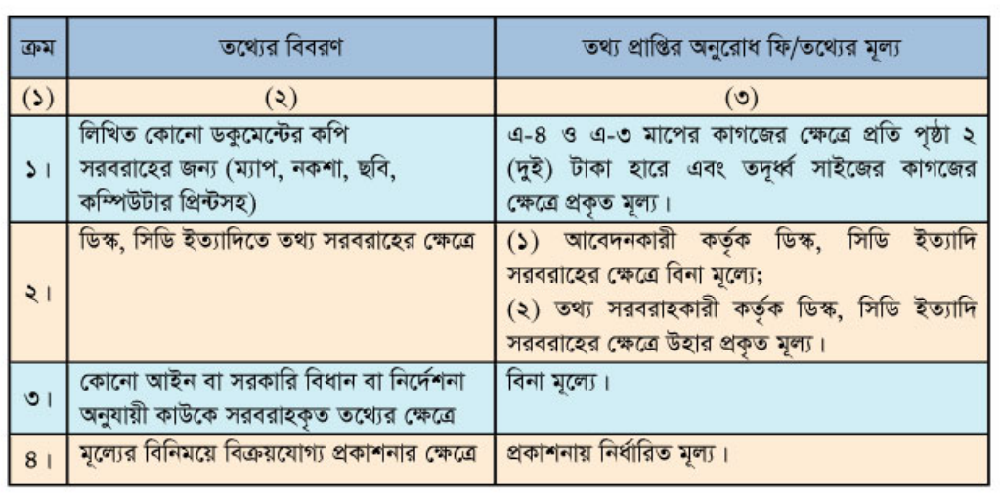 ক্রম
তথ্যের বিবরণ
তথ্য প্রাপ্তির অনুরোধ ফি/তথ্যের মূল্য
(১)
(২)
(৩)
১।
লিখিত কোনো ডকুমেন্টের কপি
সরবরাহের জন্য (ম্যাপ, নকশা, ছবি,
কম্পিউটার প্রিন্টসহ)
এ-৪ ও এ-৩ মাপের কাগজের ক্ষেত্রে প্রতি পৃষ্ঠা ২
(দুই) টাকা হারে এবং তদূর্ধ্ব সাইজের কাগজের
ক্ষেত্রে প্রকৃত মূল্য।
২।
ডিস্ক, সিডি ইত্যাদিতে তথ্য সরবরাহের ক্ষেত্রে
(১) আবেদনকারী কর্তৃক ডিস্ক, সিডি ইত্যাদি
সরবরাহের ক্ষেত্রে বিনা মূল্যে;
(২) তথ্য সরবরাহকারী কর্তৃক ডিস্ক, সিডি ইত্যাদি
সরবরাহের ক্ষেত্রে উহার প্রকৃত মূল্য।
৩।
কোনো আইন বা সরকারি বিধান বা নির্দেশনা
অনুযায়ী কাউকে সরবরাহকৃত তথ্যের ক্ষেত্রে
বিনা মূল্যে।
৪।
মূল্যের বিনিময়ে বিক্রয়যোগ্য প্রকাশনার ক্ষেত্রে
প্রকাশনায় নির্ধারিত মূল্য।